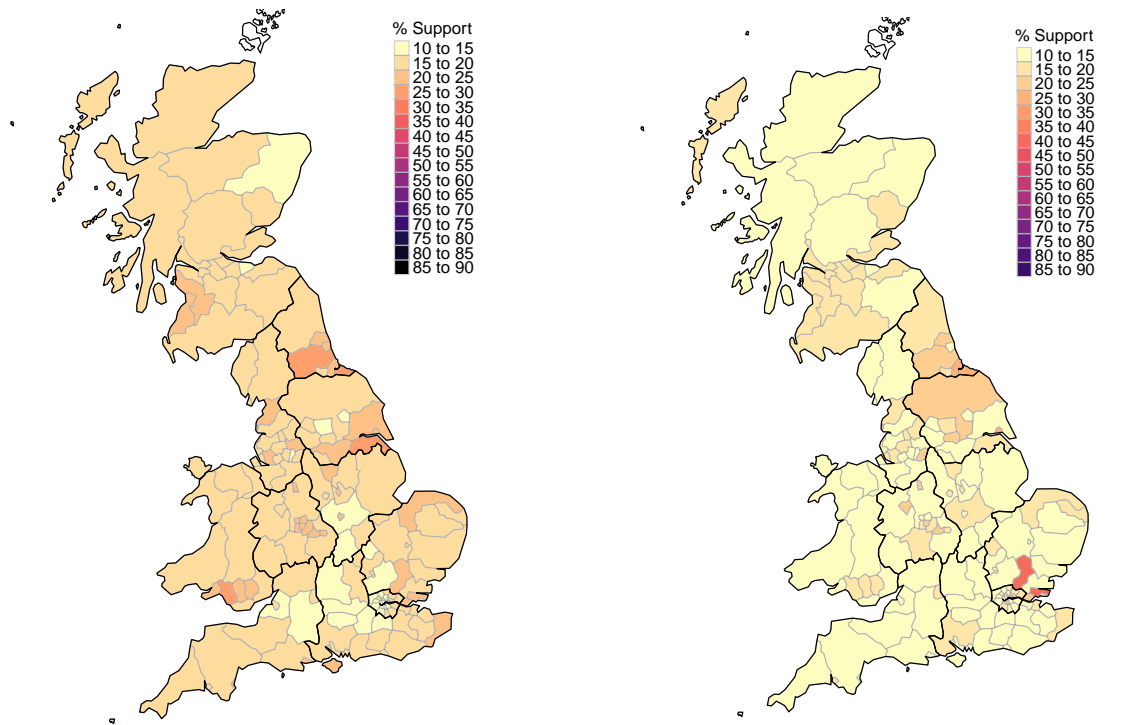 % Support
10 to 15
15 to 20
20 to 25
25 to 30
30 to 35
35 to 40
40 to 45
45 to 50
50 to 55
55 to 60
60 to 65
65 to 70
70 to 75
75 to 80
80 to 85
85 to 90
% Support
10 to 15
15 to 20
20 to 25
25 to 30
30 to 35
35 to 40
40 to 45
45 to 50
50 to 55
55 to 60
60 to 65
65 to 70
70 to 75
75 to 80
80 to 85
85 to 90